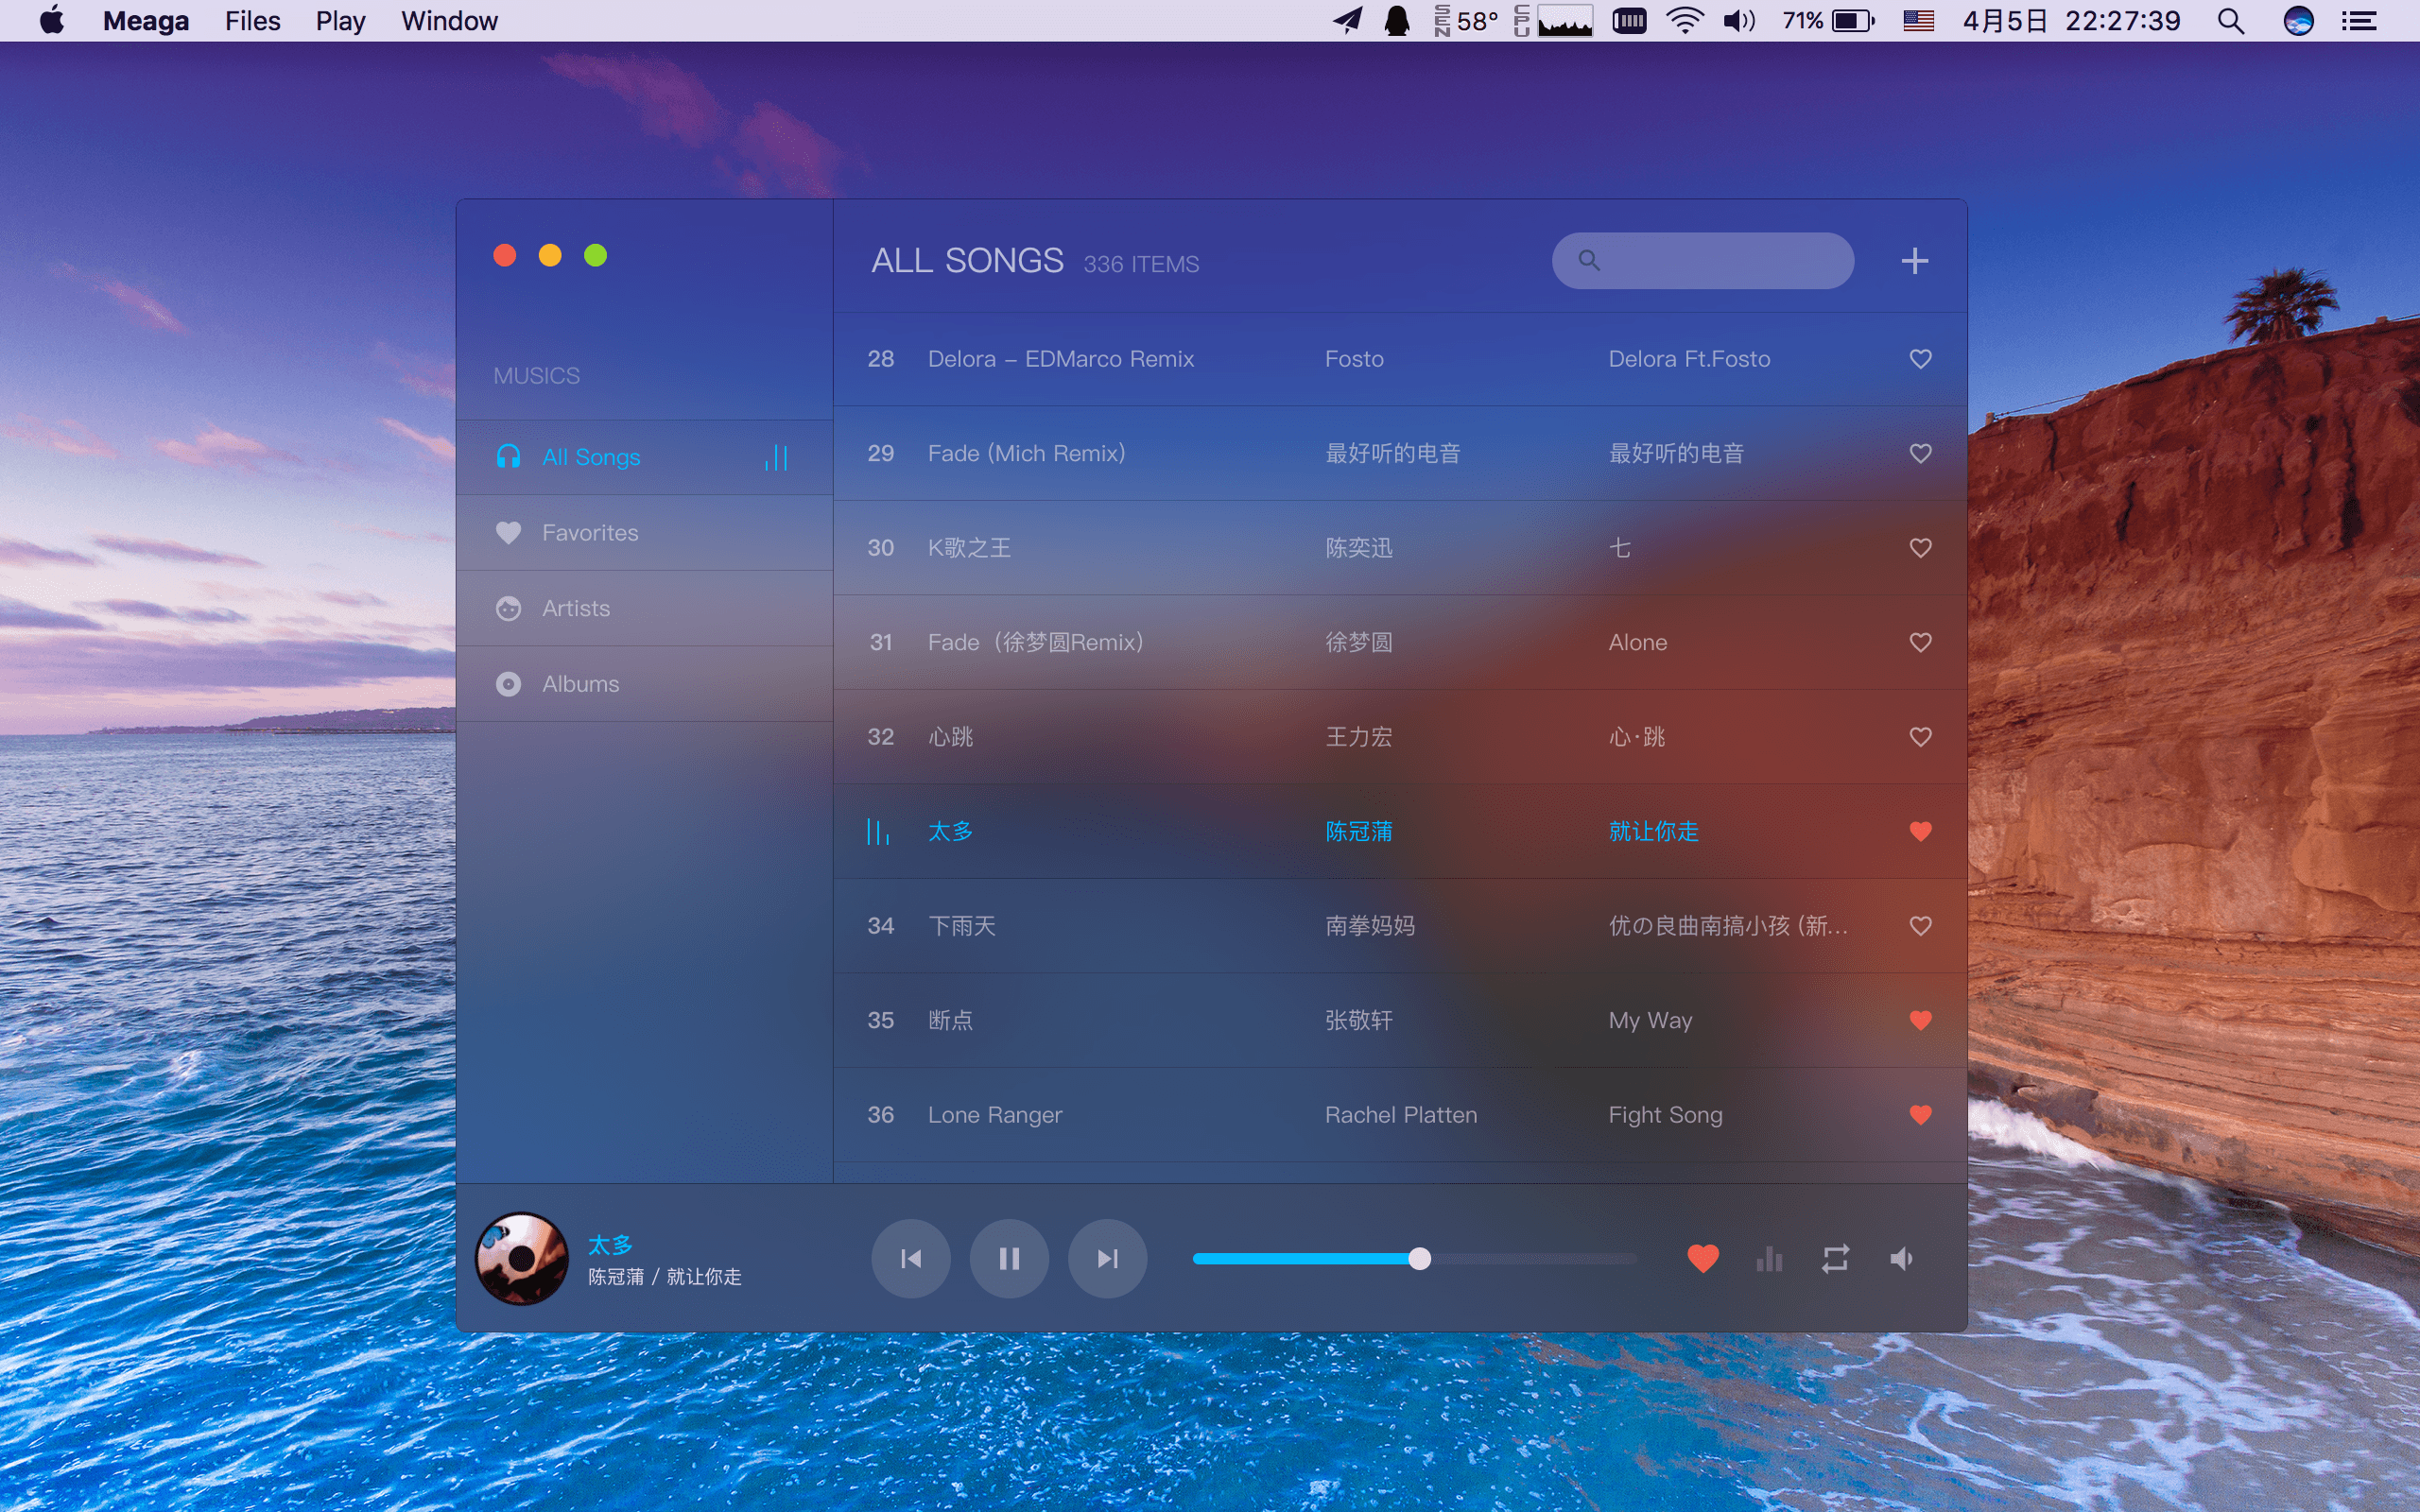 Meaga Files Play Window SEN 58° CPU 71% 4月5日 22:27:39
ALL SONGS 336 ITEMS
MUSICS
All Songs
Favorites
Artists
Albums
28 Delora – EDMarco Remix Fosto Delora Ft.Fosto
29 Fade (Mich Remix) 最好听的电音 最好听的电音
30 K歌之王 陈奕迅 七
31 Fade（徐梦圆Remix） 徐梦圆 Alone
32 心跳 王力宏 心·跳
太多 陈冠蒲 就让你走
34 下雨天 南拳妈妈 优の良曲南搞小孩 (新...
35 断点 张敬轩 My Way
36 Lone Ranger Rachel Platten Fight Song
太多
陈冠蒲 / 就让你走